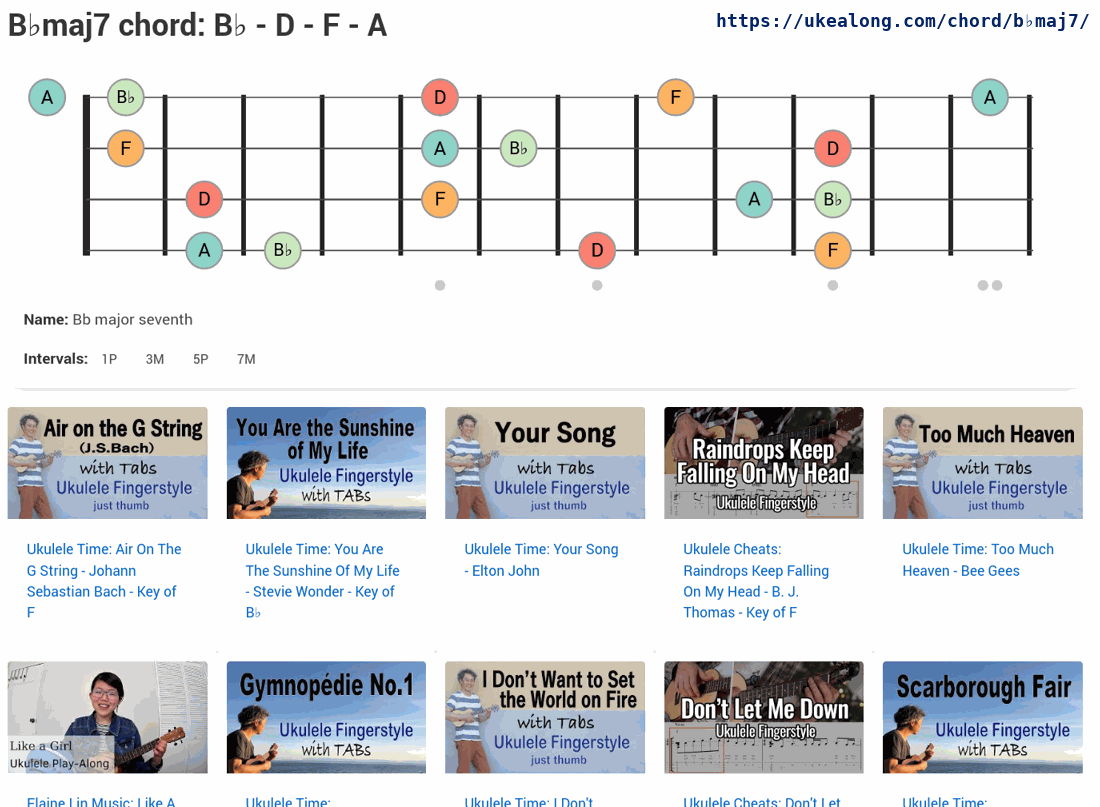 B♭maj7 chord: B♭ - D - F - A
https://ukealong.com/chord/b♭maj7/
A B♭ D F A
F A B♭ D
D F A B♭
A B♭ D F
Name: Bb major seventh
Intervals: 1P 3M 5P 7M
Air on the G String
(J.S.Bach)
with Tabs
Ukulele Fingerstyle
just thumb
You Are the Sunshine
of My Life
Ukulele Fingerstyle
with TABs
Your Song
with Tabs
Ukulele Fingerstyle
just thumb
Raindrops Keep
Falling On My Head
Ukulele Fingerstyle
Too Much Heaven
with Tabs
Ukulele Fingerstyle
just thumb
Ukulele Time: Air On The
G String - Johann
Sebastian Bach - Key of
F
Ukulele Time: You Are
The Sunshine Of My Life
- Stevie Wonder - Key of
B♭
Ukulele Time: Your Song
- Elton John
Ukulele Cheats:
Raindrops Keep Falling
On My Head - B. J.
Thomas - Key of F
Ukulele Time: Too Much
Heaven - Bee Gees
Like a Girl
Ukulele Play-Along
Gymnopédie No.1
Ukulele Fingerstyle
with TABs
I Don't Want to Set
the World on Fire
with Tabs
Ukulele Fingerstyle
just thumb
Don't Let Me Down
Ukulele Fingerstyle
Scarborough Fair
Ukulele Fingerstyle
with TABs
Elaine Lin Music: Like A
Ukulele Time:
Ukulele Time: I Don't
Ukulele Cheats: Don't Let
Ukulele Time: